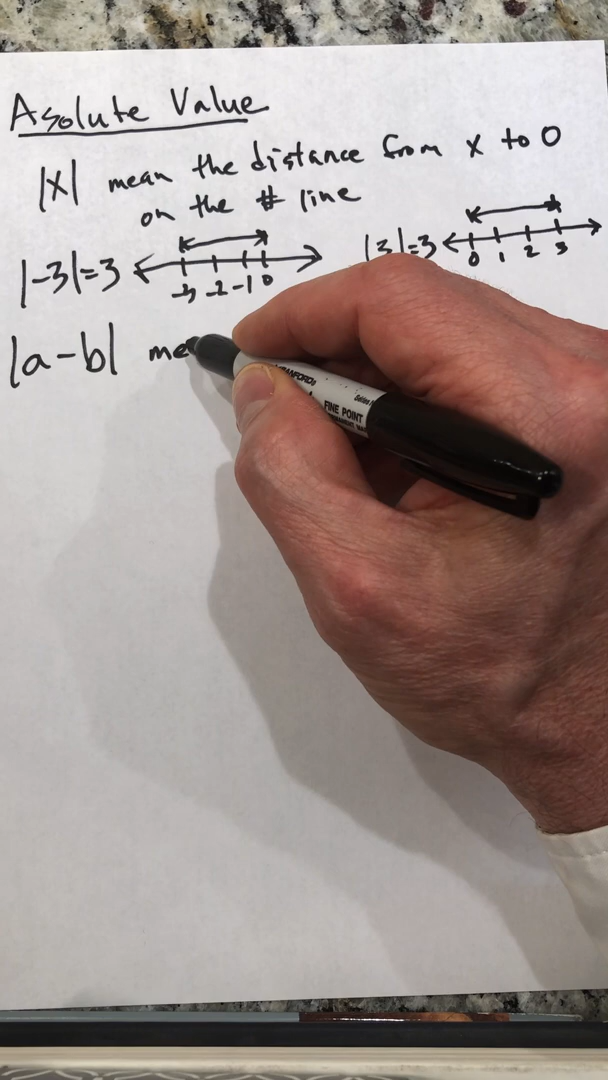 Asolute Value
|x| mean the distance from x to 0
on the # line
|-3|=3
-3 -2 -1 0
|3|=3
0 1 2 3
|a-b| me
SANFORD®
FINE POINT